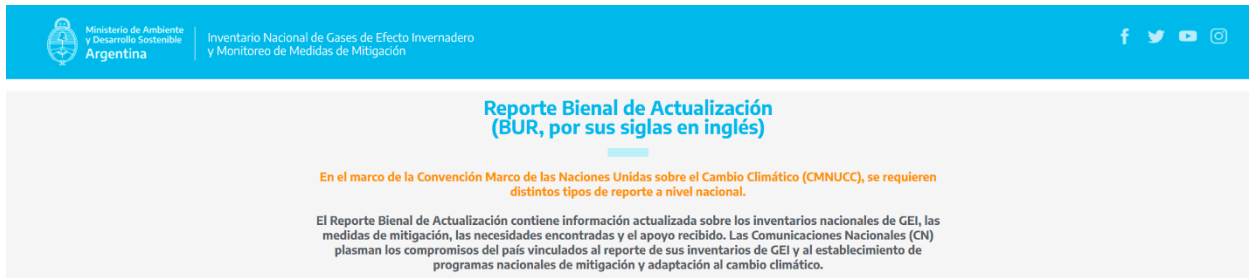 Ministerio de Ambiente
y Desarrollo Sostenible
Argentina
Inventario Nacional de Gases de Efecto Invernadero
y Monitoreo de Medidas de Mitigación
Reporte Bienal de Actualización
(BUR, por sus siglas en inglés)
En el marco de la Convención Marco de las Naciones Unidas sobre el Cambio Climático (CMNUCC), se requieren
distintos tipos de reporte a nivel nacional.
El Reporte Bienal de Actualización contiene información actualizada sobre los inventarios nacionales de GEI, las
medidas de mitigación, las necesidades encontradas y el apoyo recibido. Las Comunicaciones Nacionales (CN)
plasman los compromisos del país vinculados al reporte de sus inventarios de GEI y al establecimiento de
programas nacionales de mitigación y adaptación al cambio climático.